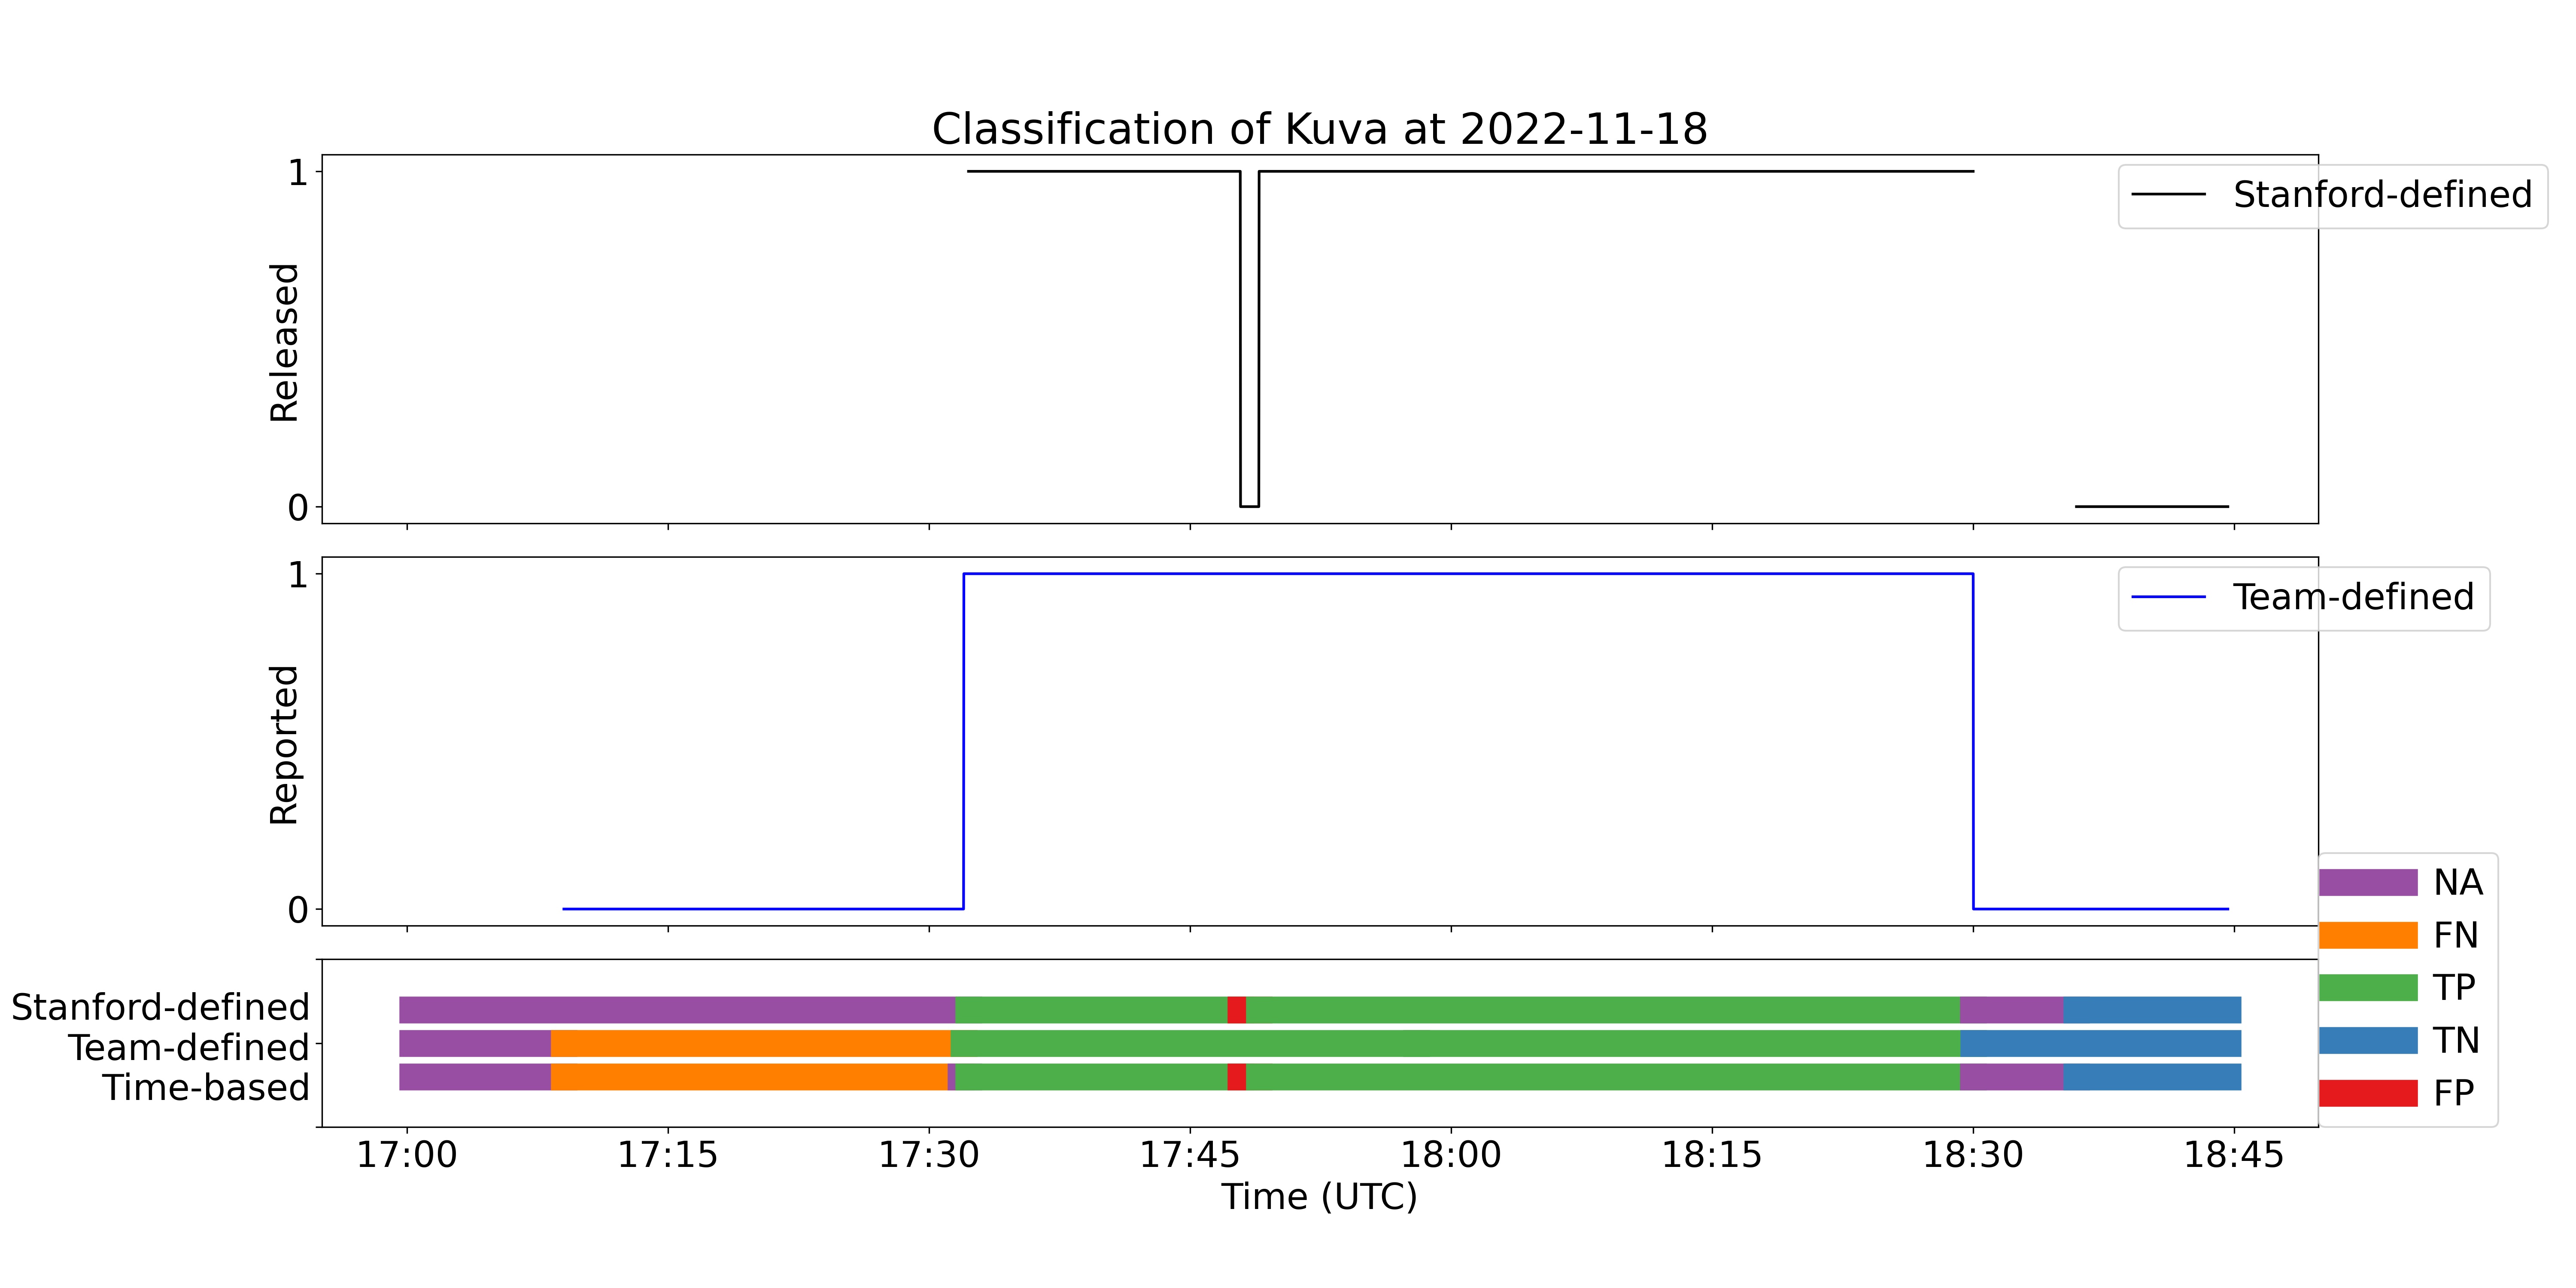 Classification of Kuva at 2022-11-18
1
Stanford-defined
Released
0
1
Team-defined
Reported
0
NA
FN
TP
TN
FP
Stanford-defined
Team-defined
Time-based
17:00 17:15 17:30 17:45 18:00 18:15 18:30 18:45
Time (UTC)